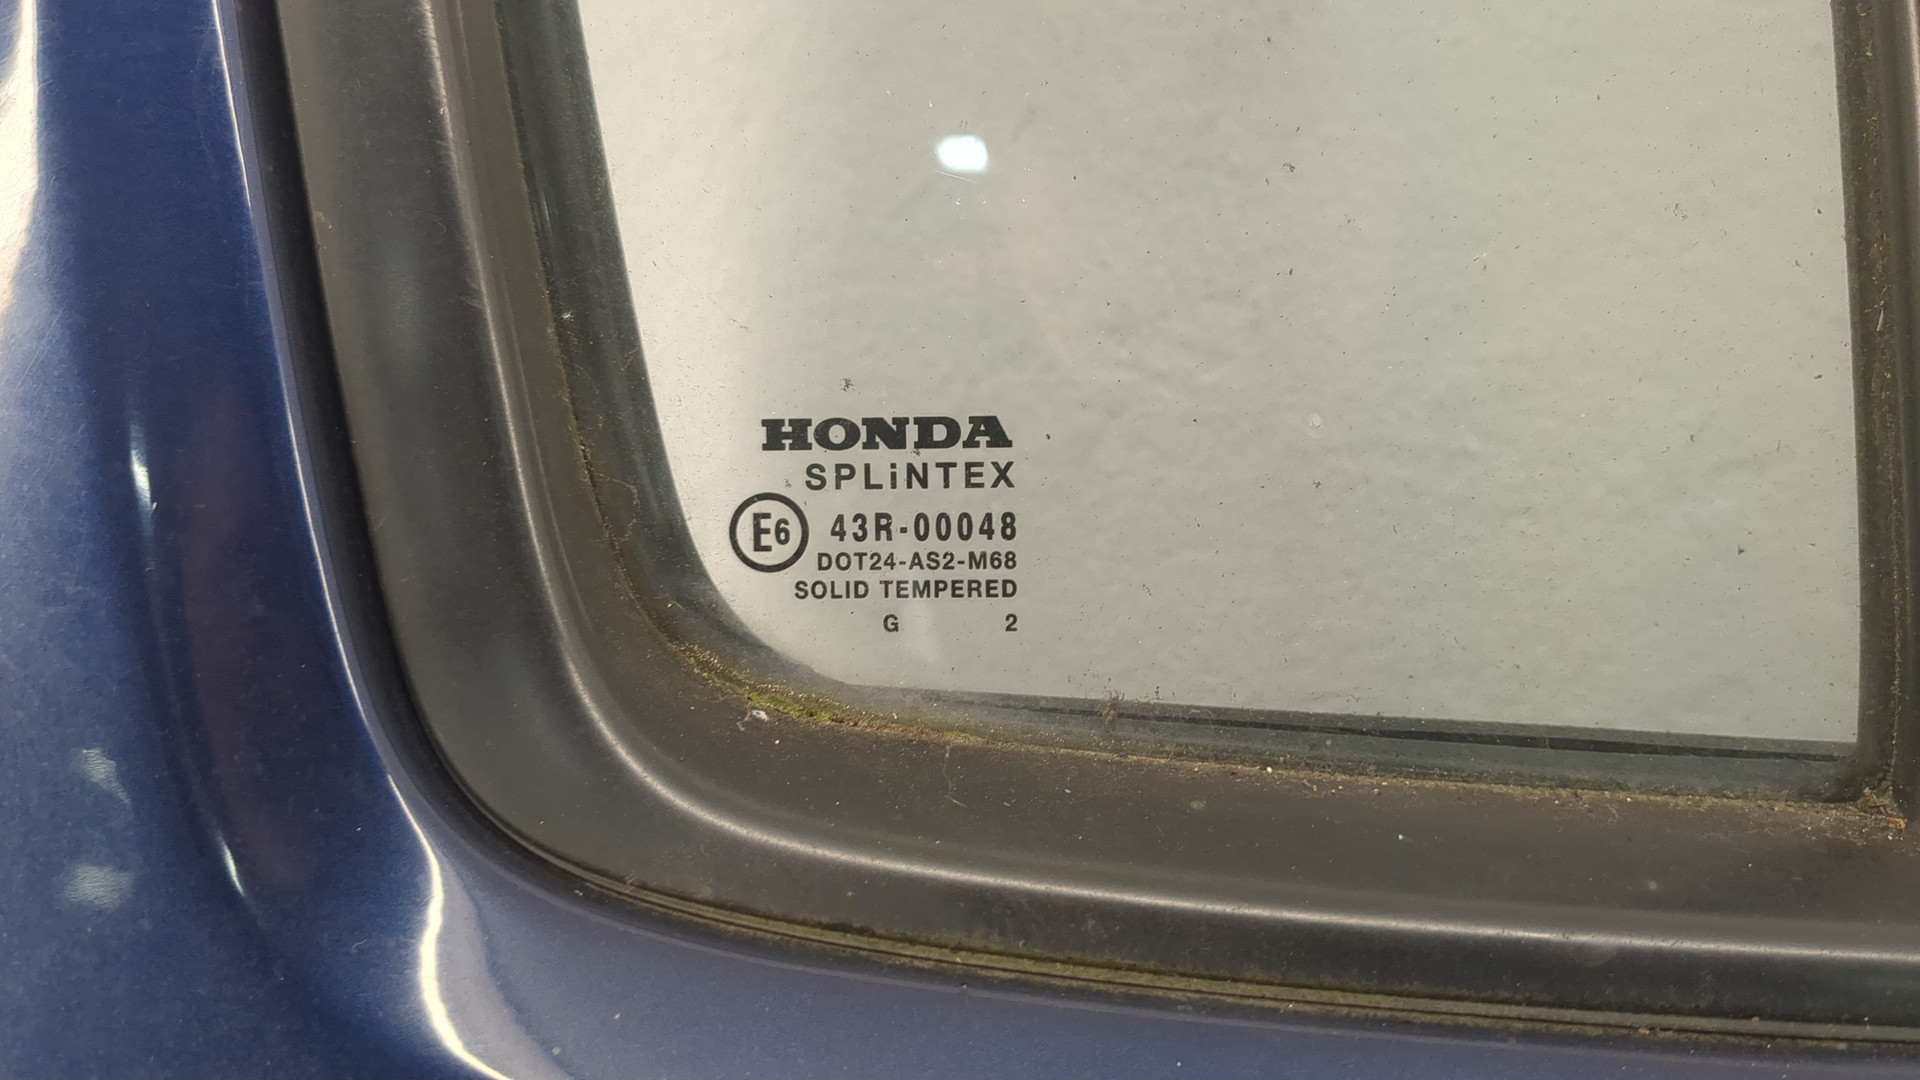 HONDA
SPLiNTEX
E6 43R-00048
DOT24-AS2-M68
SOLID TEMPERED
G 2